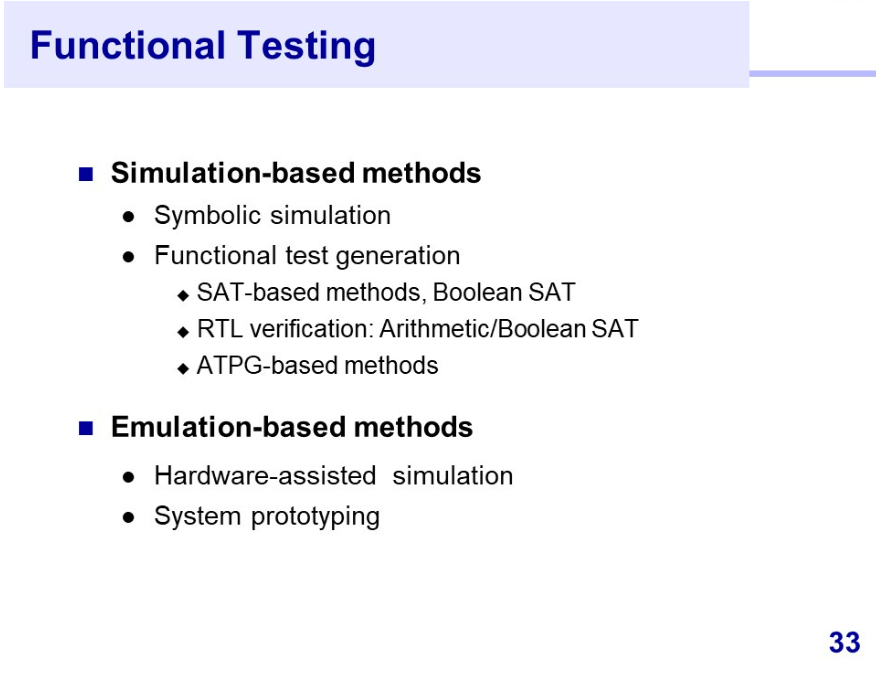 Functional Testing
Simulation-based methods
Symbolic simulation
Functional test generation
SAT-based methods, Boolean SAT
RTL verification: Arithmetic/Boolean SAT
ATPG-based methods
Emulation-based methods
Hardware-assisted simulation
System prototyping
33